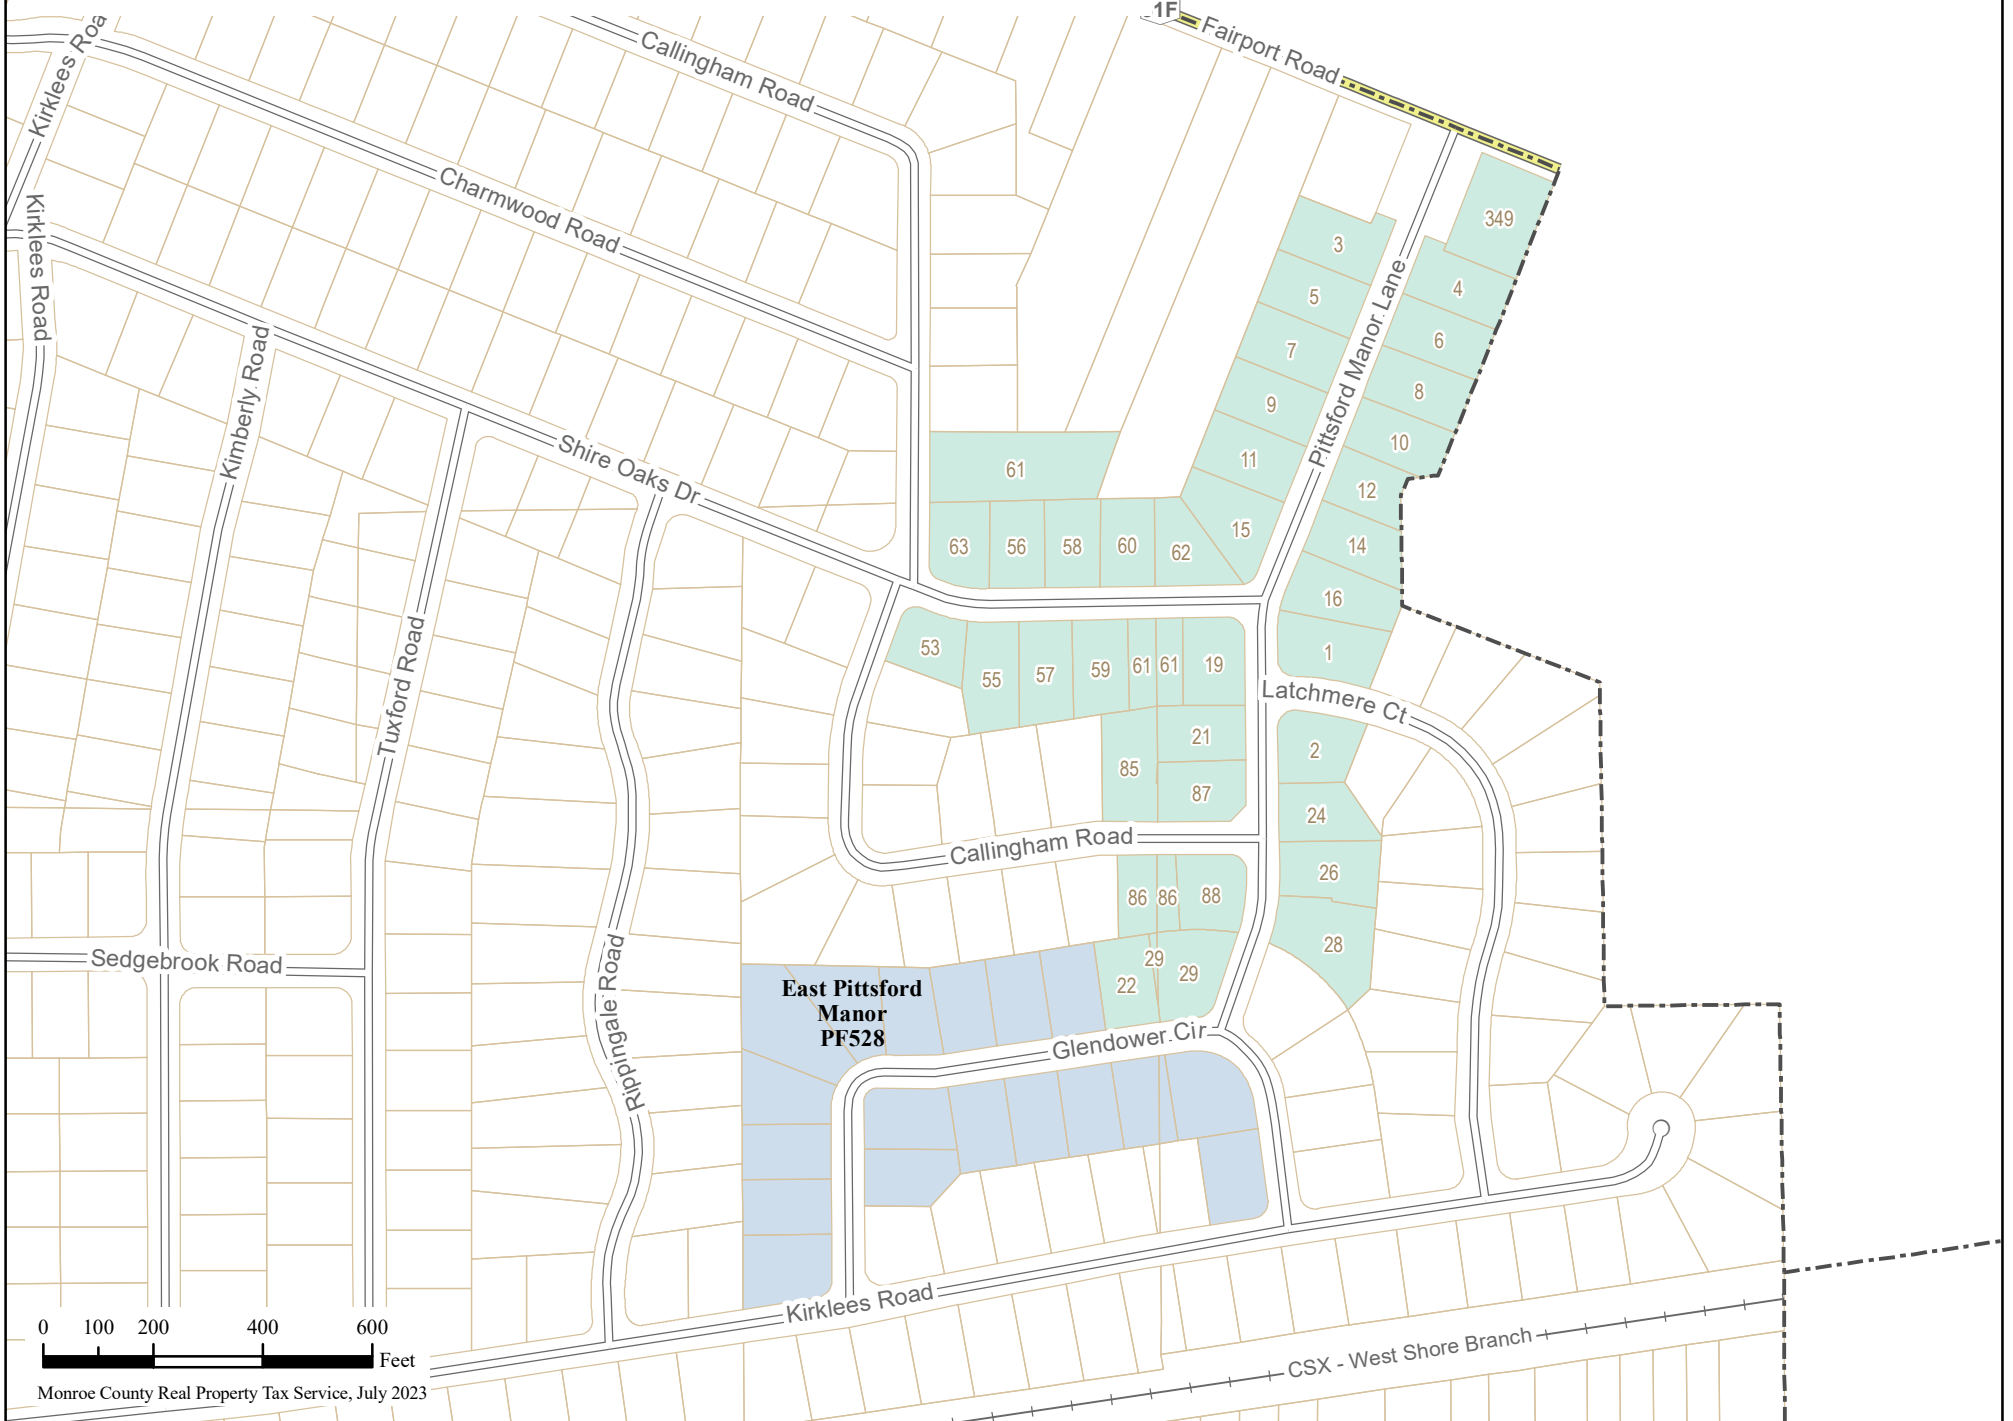 1F
Fairport Road
Callingham Road
Kirklees Roa
Charmwood Road
Kirklees Road
349
3
4
5
6
7
8
9
10
11
12
Pittsford Manor Lane
Kimberly Road
Shire Oaks Dr
61
15
14
63
56
58
60
62
16
1
53
55
57
59
61
61
19
Tuxford Road
Latchmere Ct
21
2
85
87
24
Callingham Road
26
86
86
88
28
Sedgebrook Road
Rippingale Road
29
22
29
East Pittsford
Manor
PF528
Glendower Cir
Kirklees Road
CSX - West Shore Branch
0 100 200 400 600
Feet
Monroe County Real Property Tax Service, July 2023